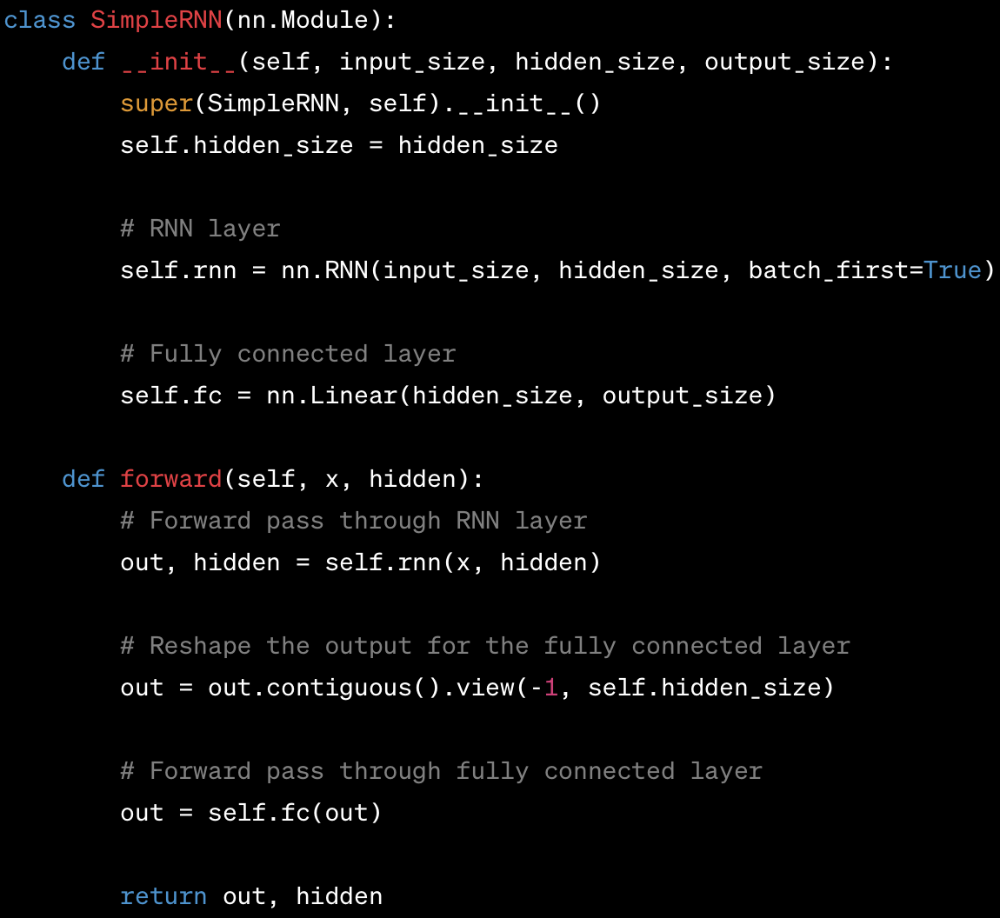 class SimpleRNN(nn.Module):
    def __init__(self, input_size, hidden_size, output_size):
        super(SimpleRNN, self).__init__()
        self.hidden_size = hidden_size

        # RNN layer
        self.rnn = nn.RNN(input_size, hidden_size, batch_first=True)

        # Fully connected layer
        self.fc = nn.Linear(hidden_size, output_size)

    def forward(self, x, hidden):
        # Forward pass through RNN layer
        out, hidden = self.rnn(x, hidden)

        # Reshape the output for the fully connected layer
        out = out.contiguous().view(-1, self.hidden_size)

        # Forward pass through fully connected layer
        out = self.fc(out)

        return out, hidden